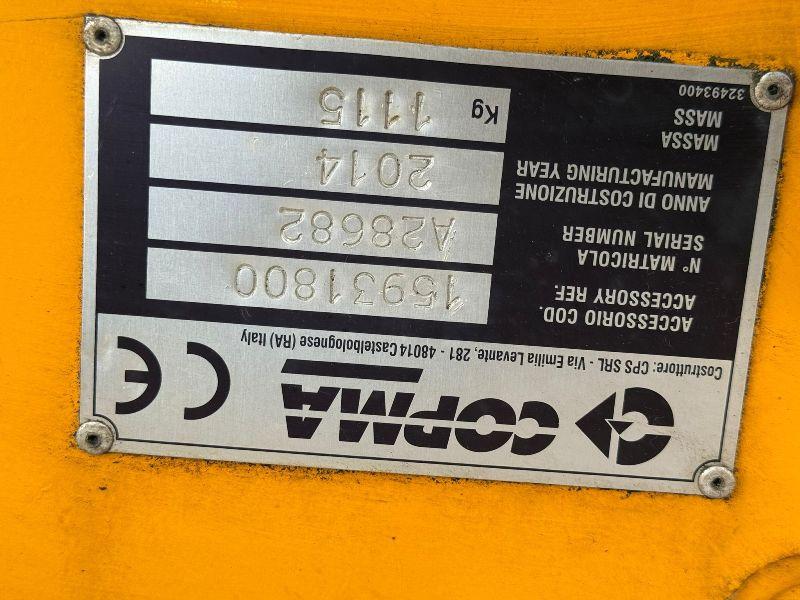 COPMA
CE
Costruttore: CPS SRL - Via Emilia Levante, 281 - 48014 Castelbolognese (RA) Italy
ACCESSORIO COD.
ACCESSORY REF.
15931800
N° MATRICOLA
SERIAL NUMBER
A28682
ANNO DI COSTRUZIONE
MANUFACTURING YEAR
2014
MASSA
MASS
Kg 1115
32493400